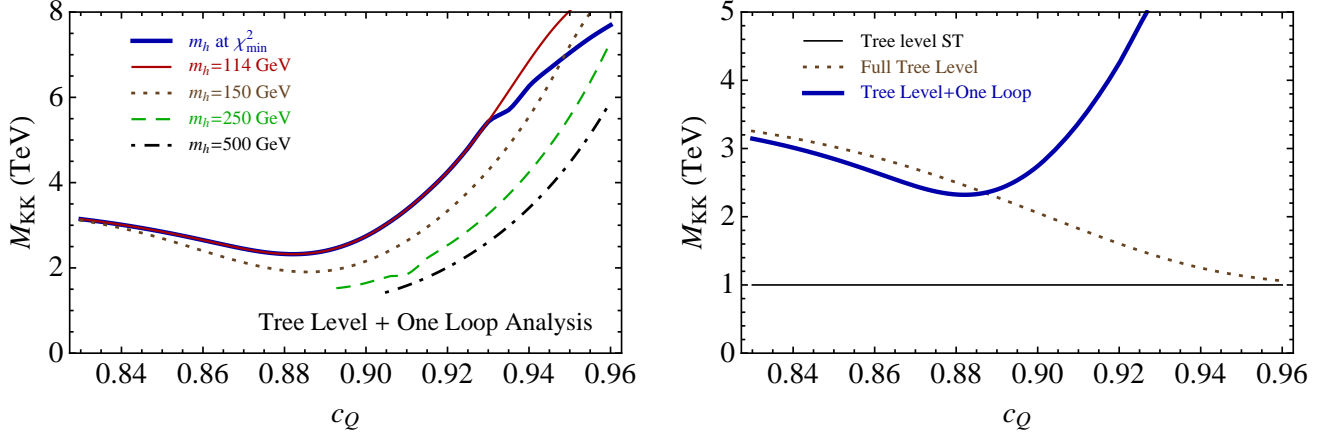 8
6
4
2
0
M_KK (TeV)
m_h at χ²_min
m_h=114 GeV
m_h=150 GeV
m_h=250 GeV
m_h=500 GeV
Tree Level + One Loop Analysis
0.84 0.86 0.88 0.90 0.92 0.94 0.96
c_Q
5
4
3
2
1
0
M_KK (TeV)
Tree level ST
Full Tree Level
Tree Level+One Loop
0.84 0.86 0.88 0.90 0.92 0.94 0.96
c_Q